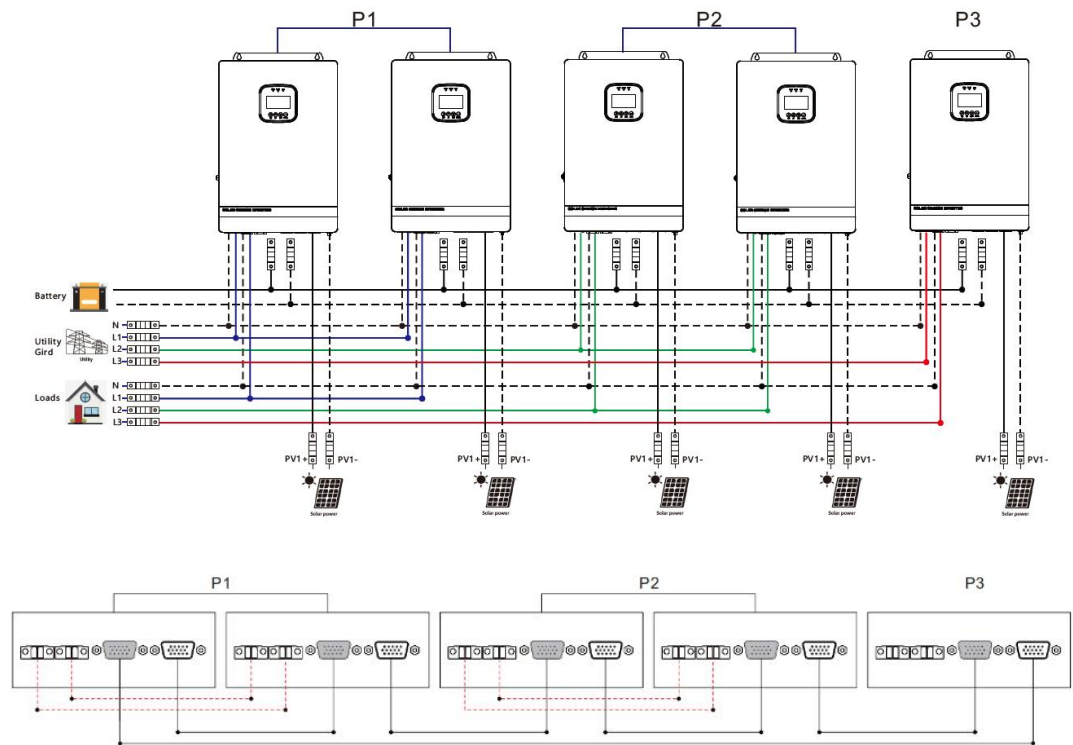 P1 P2 P3
Battery
Utility
Gird
Utility
N
L1
L2
L3
Loads
N
L1
L2
L3
PV1+ PV1- PV1+ PV1- PV1+ PV1- PV1+ PV1- PV1+ PV1-
Solar power Solar power Solar power Solar power Solar power
P1 P2 P3